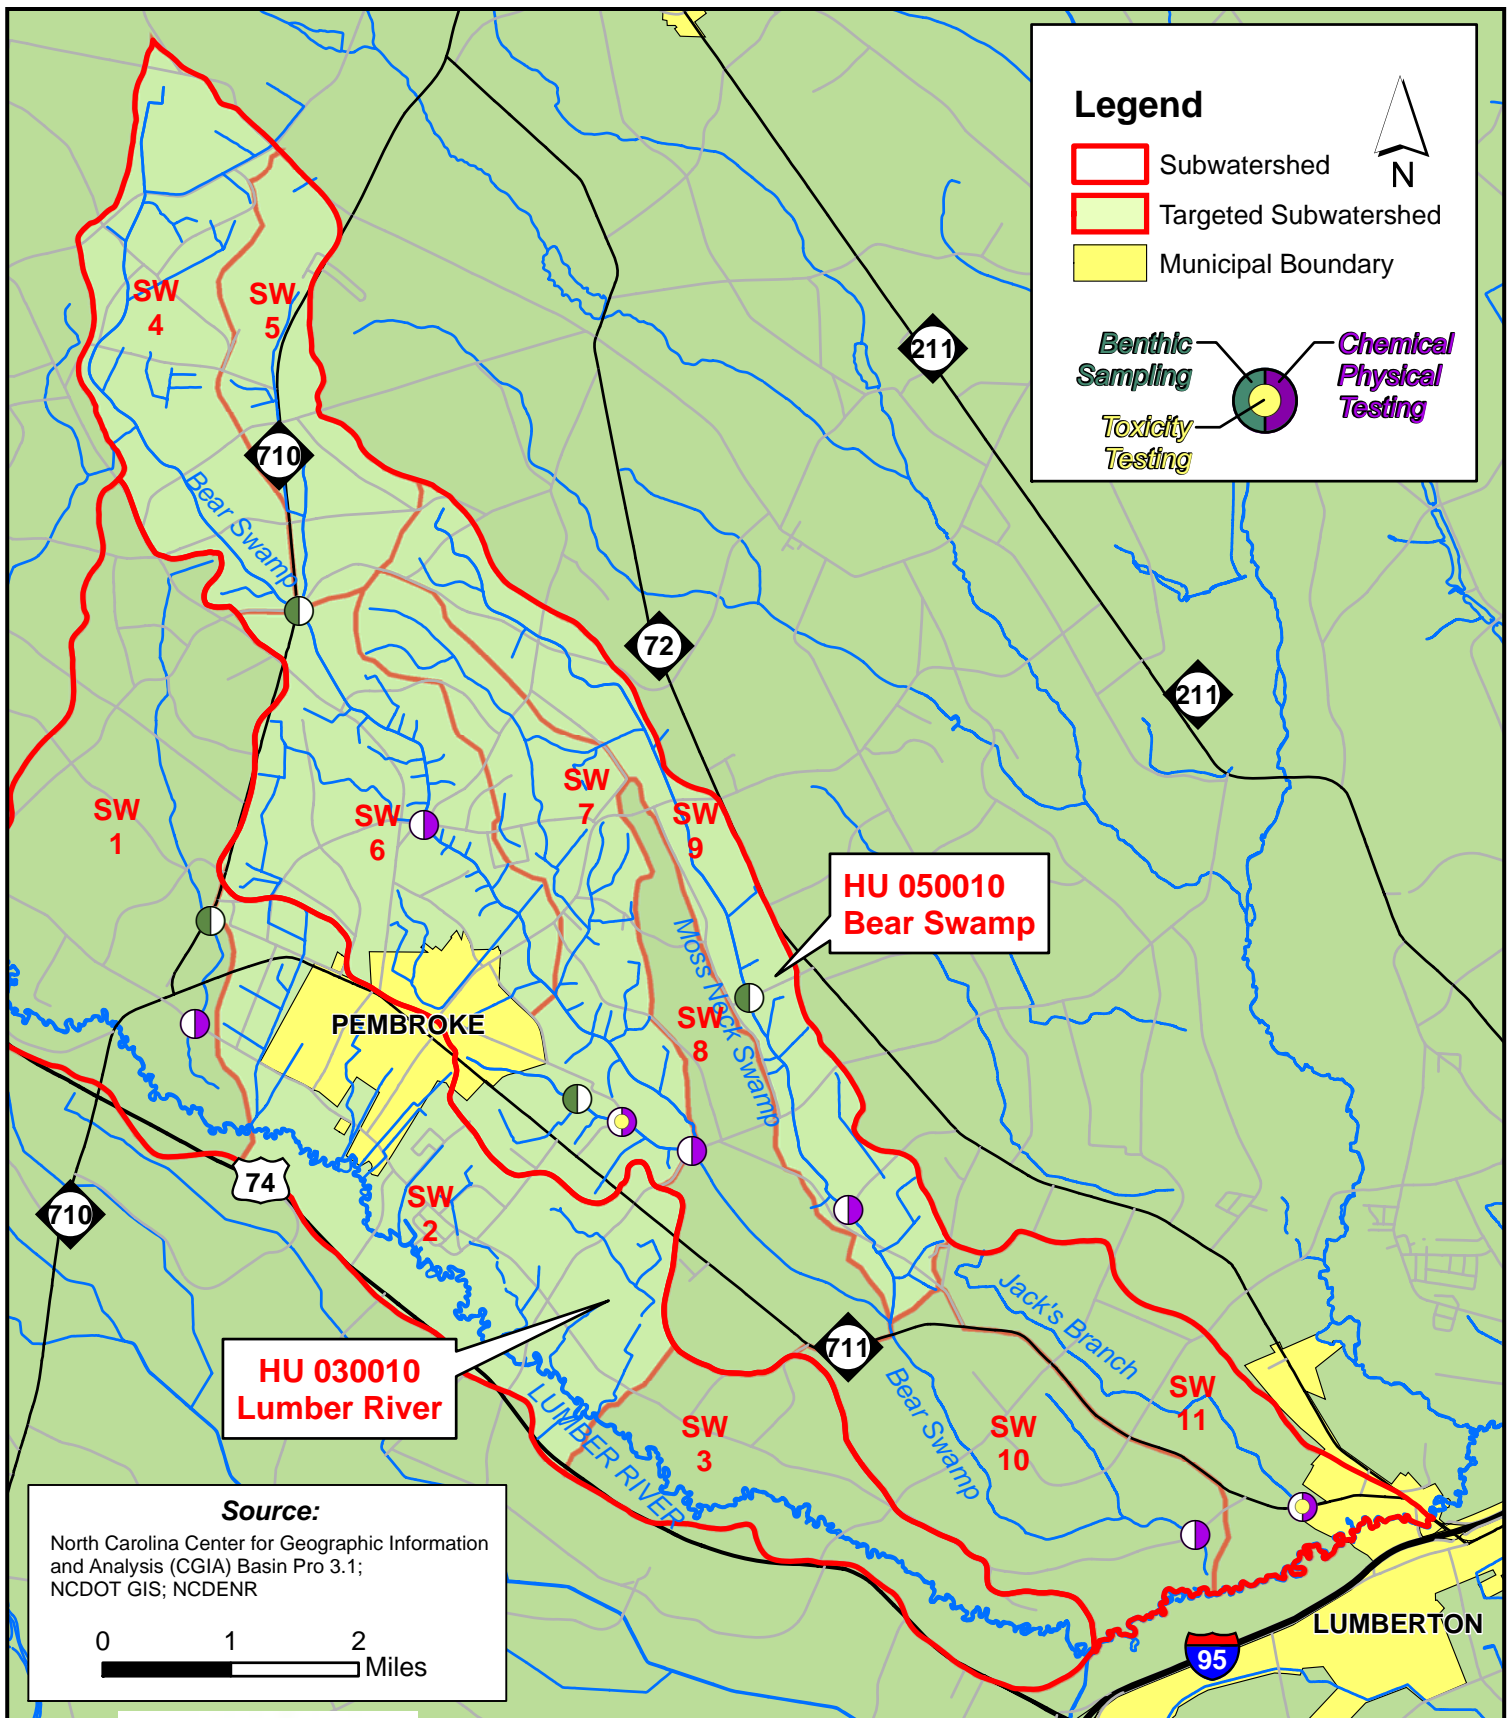 Legend
N
Subwatershed
Targeted Subwatershed
Municipal Boundary
Benthic
Sampling
Chemical
Physical
Testing
Toxicity
Testing
SW
4
SW
5
211
710
Bear Swamp
72
211
SW
1
SW
6
SW
7
SW
9
HU 050010
Bear Swamp
Moss Neck Swamp
PEMBROKE
SW
8
74
710
SW
2
Jack's Branch
HU 030010
Lumber River
711
LUMBER RIVER
Bear Swamp
SW
3
SW
10
SW
11
Source:
North Carolina Center for Geographic Information
and Analysis (CGIA) Basin Pro 3.1;
NCDOT GIS; NCDENR
0 1 2
Miles
LUMBERTON
95